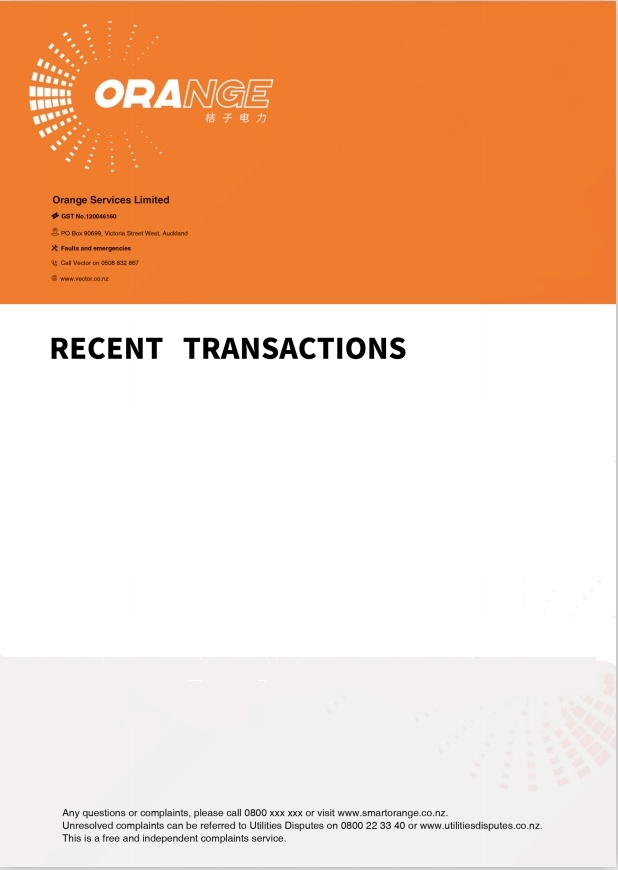 ORANGE
桔子电力
Orange Services Limited
GST No.120046160
PO Box 90699, Victoria Street West, Auckland
Faults and emergencies
Call Vector on 0508 832 867
www.vector.co.nz
RECENT TRANSACTIONS
Any questions or complaints, please call 0800 xxx xxx or visit www.smartorange.co.nz.
Unresolved complaints can be referred to Utilities Disputes on 0800 22 33 40 or www.utilitiesdisputes.co.nz.
This is a free and independent complaints service.